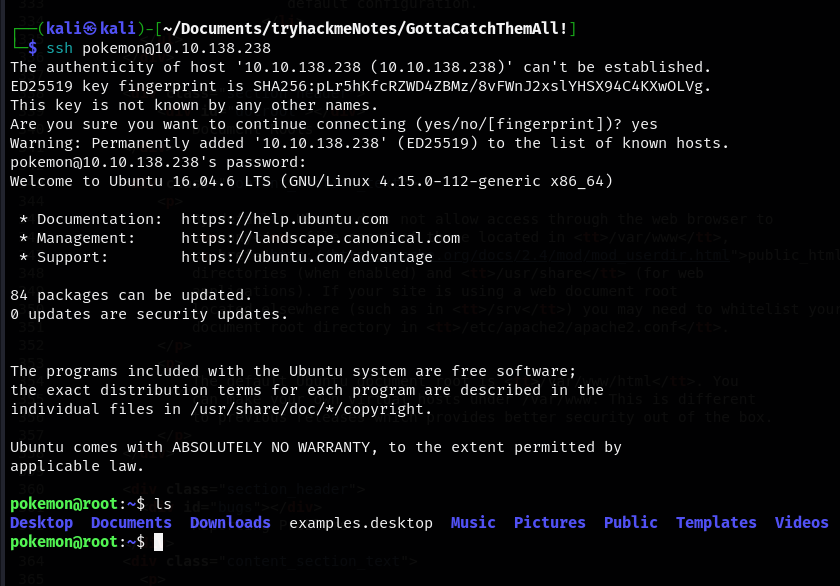 ┌──(kali㉿kali)-[~/Documents/tryhackmeNotes/GottaCatchThemAll!]
└─$ ssh pokemon@10.10.138.238
The authenticity of host '10.10.138.238 (10.10.138.238)' can't be established.
ED25519 key fingerprint is SHA256:pLr5hKfcRZWD4ZBMz/8vFWnJ2xslYHSX94C4KXwOLVg.
This key is not known by any other names.
Are you sure you want to continue connecting (yes/no/[fingerprint])? yes
Warning: Permanently added '10.10.138.238' (ED25519) to the list of known hosts.
pokemon@10.10.138.238's password:
Welcome to Ubuntu 16.04.6 LTS (GNU/Linux 4.15.0-112-generic x86_64)
* Documentation: https://help.ubuntu.com
* Management: https://landscape.canonical.com
* Support: https://ubuntu.com/advantage
84 packages can be updated.
0 updates are security updates.
The programs included with the Ubuntu system are free software;
the exact distribution terms for each program are described in the
individual files in /usr/share/doc/*/copyright.
Ubuntu comes with ABSOLUTELY NO WARRANTY, to the extent permitted by
applicable law.
pokemon@root:~$ ls
Desktop Documents Downloads examples.desktop Music Pictures Public Templates Videos
pokemon@root:~$